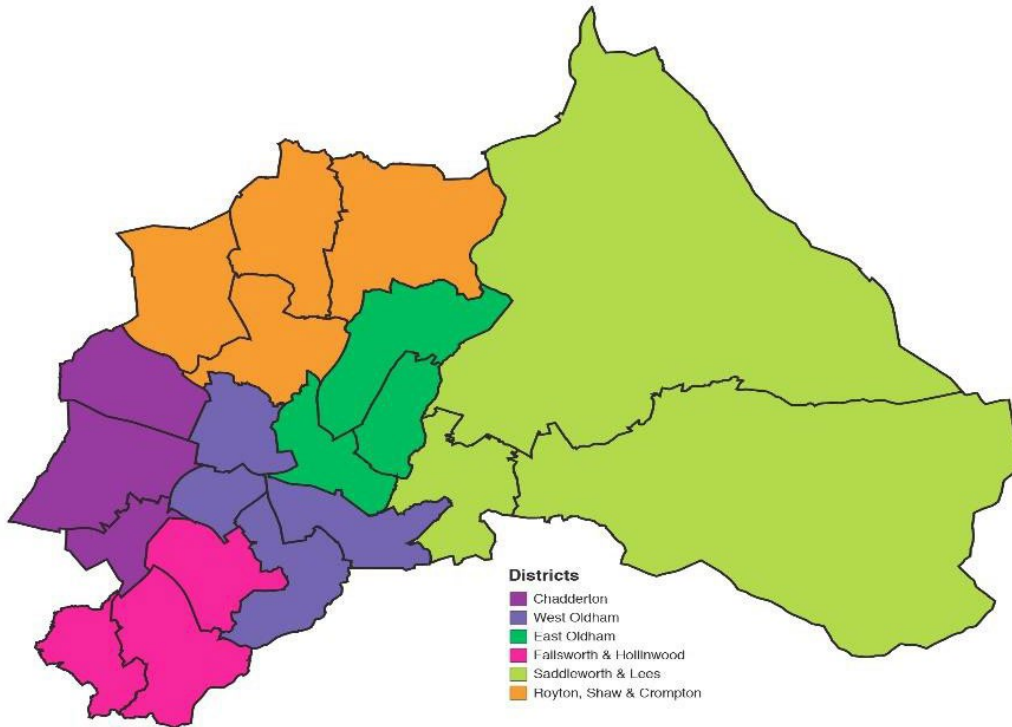 Districts
Chadderton
West Oldham
East Oldham
Failsworth & Hollinwood
Saddleworth & Lees
Royton, Shaw & Crompton